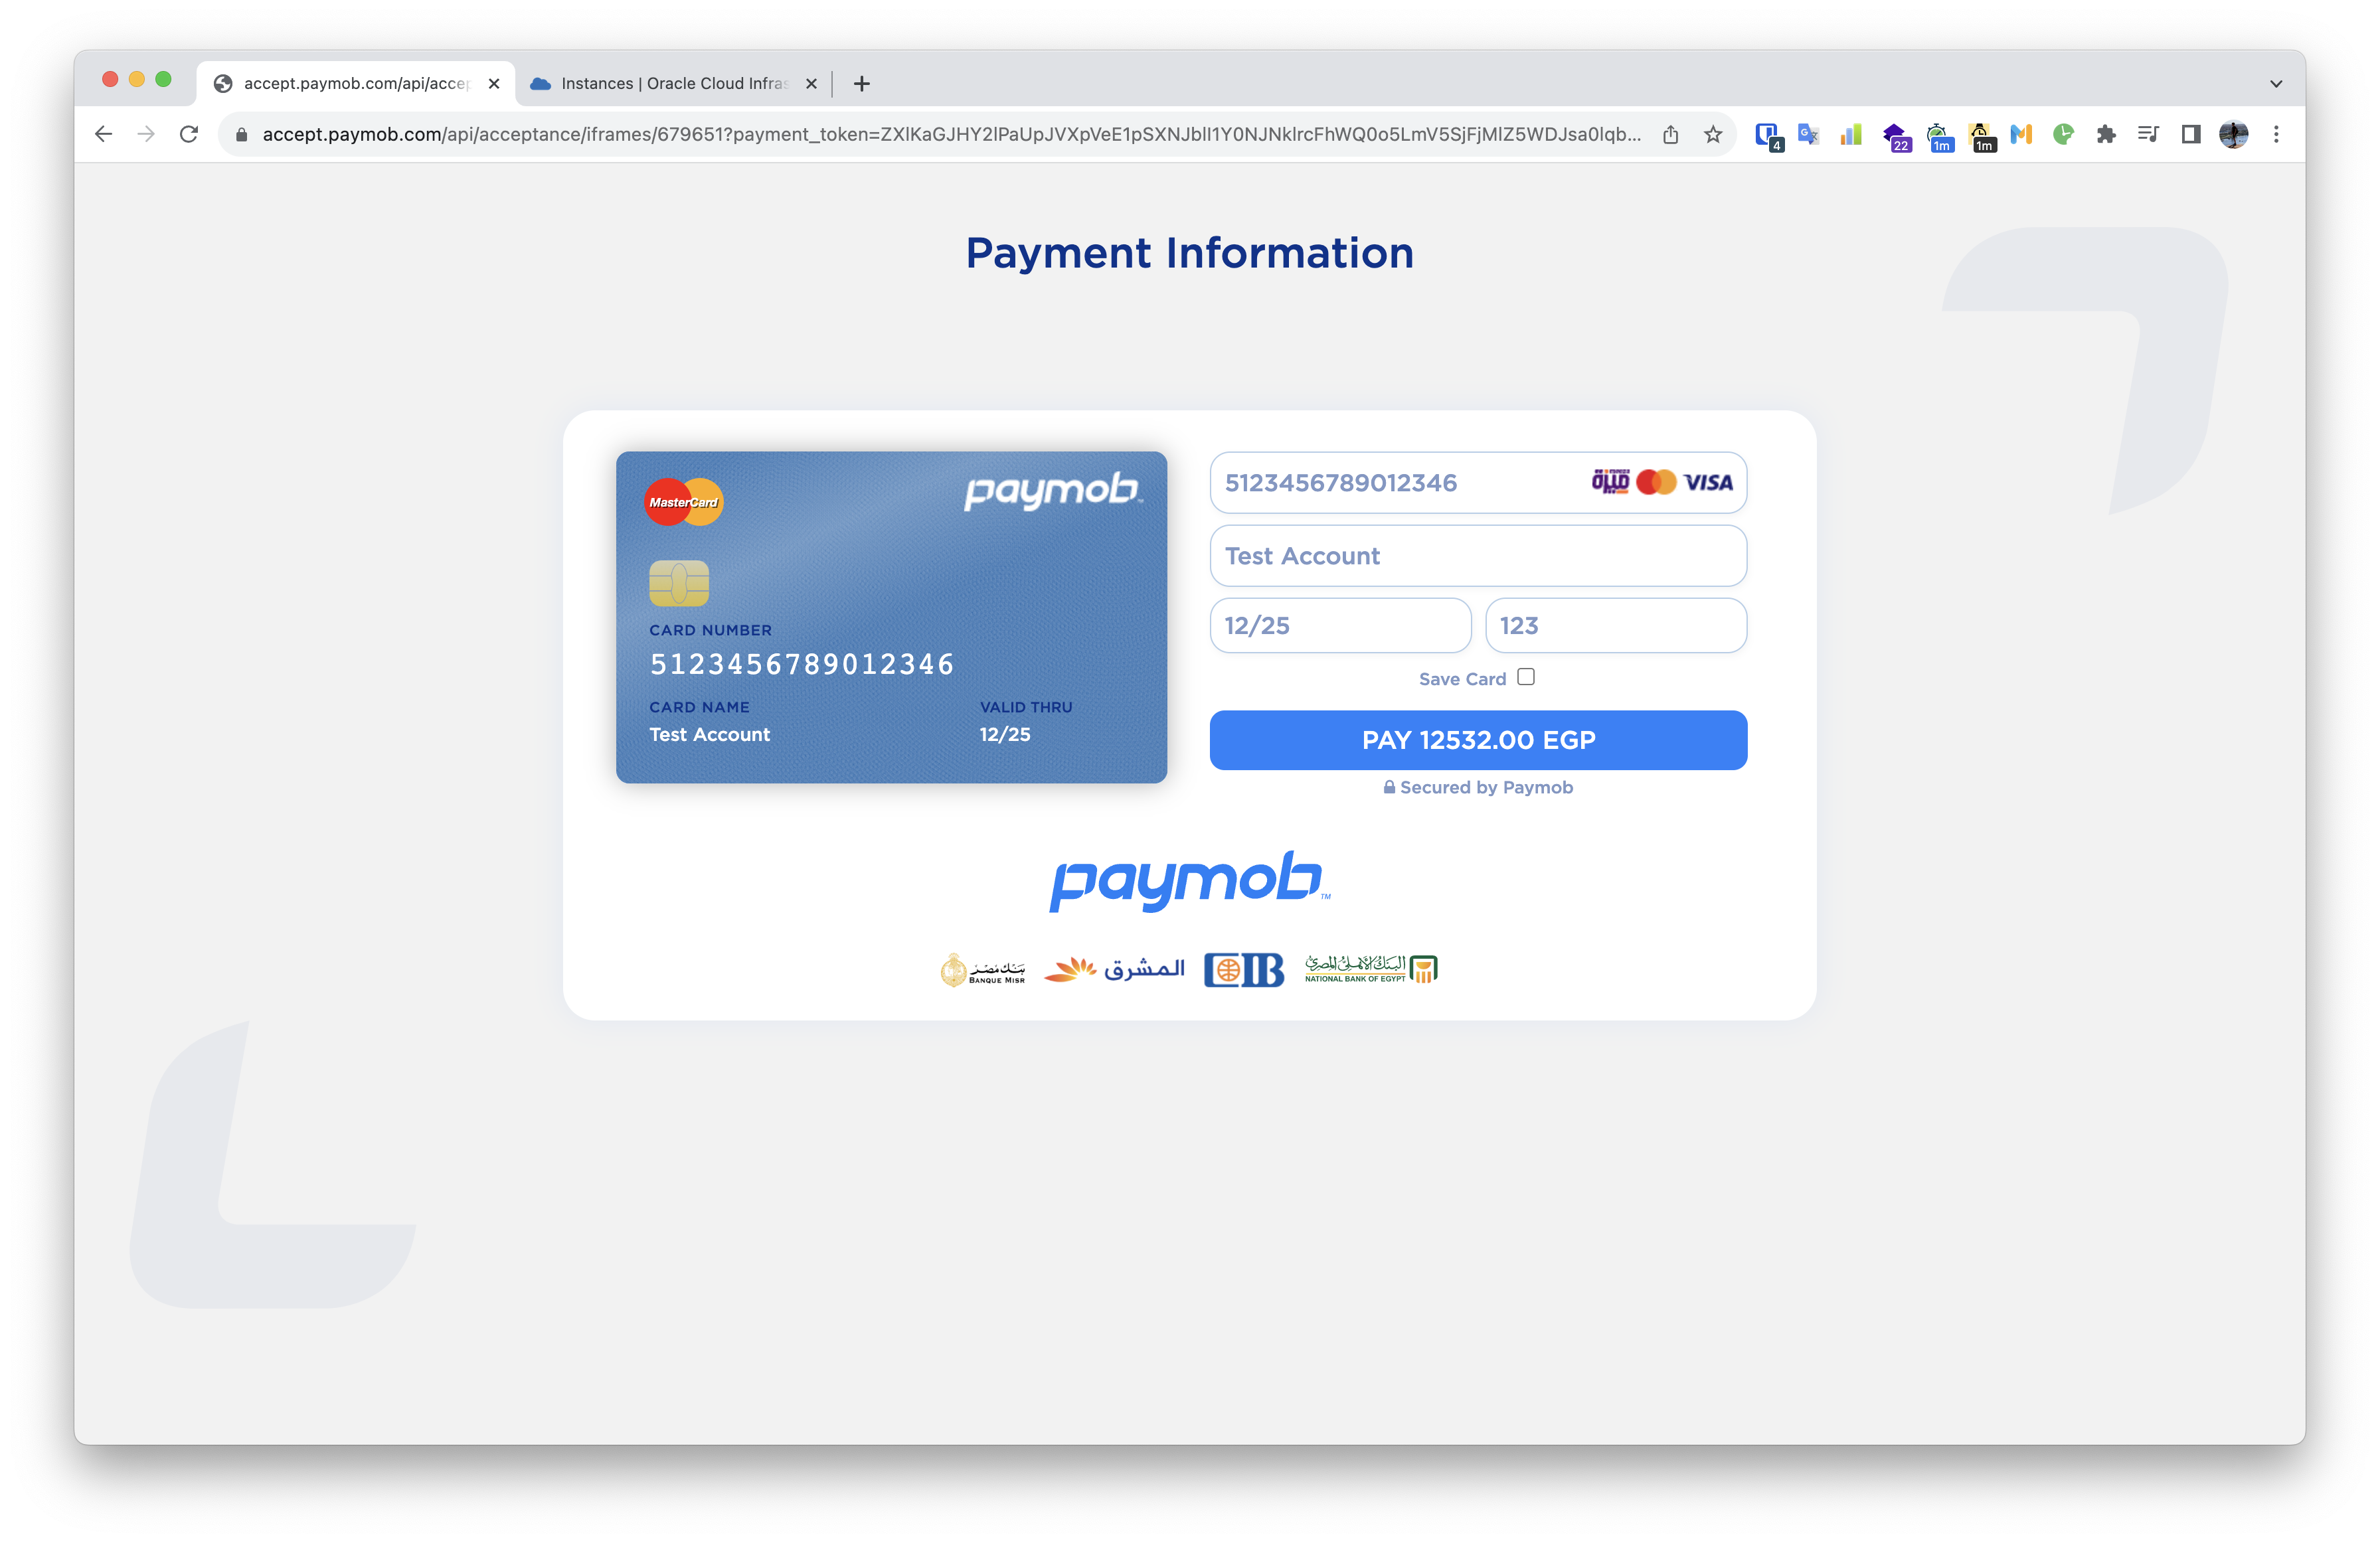 accept.paymob.com/api/accep
Instances | Oracle Cloud Infras
accept.paymob.com/api/acceptance/iframes/679651?payment_token=ZXlKaGJHY2lPaUpJVXpVeE1pSXNJblI1Y0NJNklrcFhWQ0o5LmV5SjFjMlZ5WDJsa0lqb...
4
22
1m
1m
Payment Information
MasterCard
paymob™
CARD NUMBER
5123456789012346
CARD NAME
VALID THRU
Test Account
12/25
5123456789012346
ميزة
VISA
Test Account
12/25
123
Save Card
PAY 12532.00 EGP
Secured by Paymob
paymob™
بنك مصر
BANQUE MISR
المشرق
CIB
البنك الأهلي المصري
NATIONAL BANK OF EGYPT